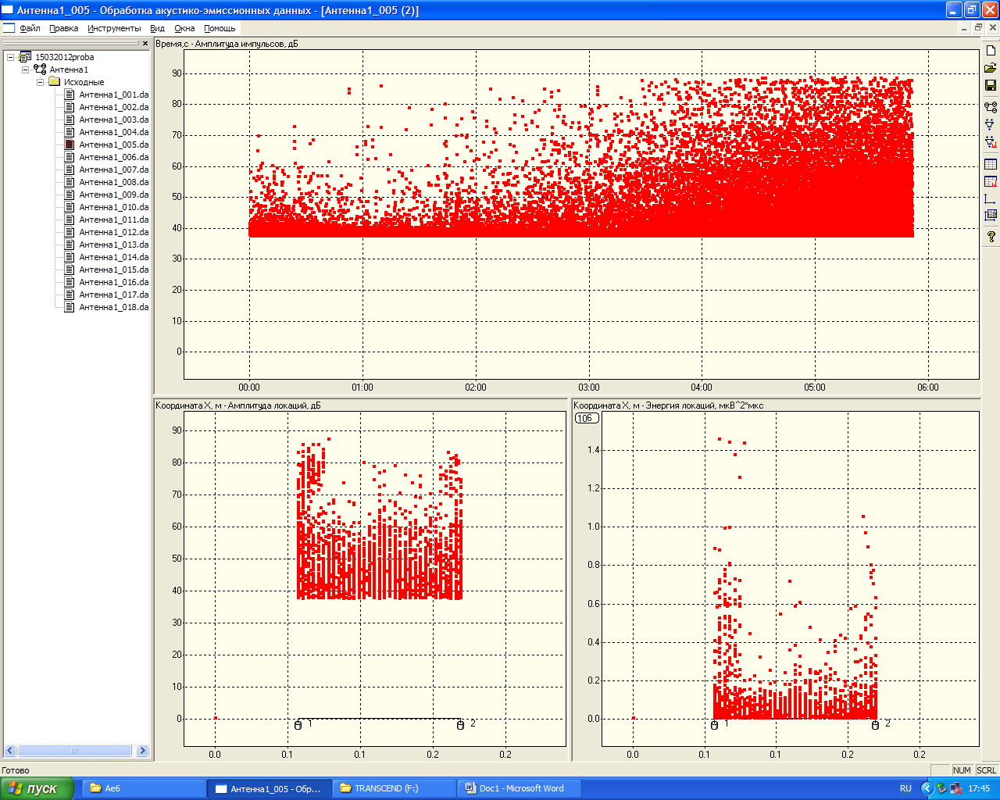 Антенна1_005 - Обработка акустико-эмиссионных данных - [Антенна1_005 (2)]
Файл Правка Инструменты Вид Окна Помощь
15032012proba
Антенна1
Исходные
Антенна1_001.da
Антенна1_002.da
Антенна1_003.da
Антенна1_004.da
Антенна1_005.da
Антенна1_006.da
Антенна1_007.da
Антенна1_008.da
Антенна1_009.da
Антенна1_010.da
Антенна1_011.da
Антенна1_012.da
Антенна1_013.da
Антенна1_014.da
Антенна1_015.da
Антенна1_016.da
Антенна1_017.da
Антенна1_018.da
Время,с - Амплитуда импульсов, дБ
90
80
70
60
50
40
30
20
10
0
00:00 01:00 02:00 03:00 04:00 05:00 06:00
Координата X, м - Амплитуда локаций, дБ
90
80
70
60
50
40
30
20
10
0
1 2
0.0 0.1 0.1 0.2 0.2
Координата X, м - Энергия локаций, мкВ^2*мкс
106
1.4
1.2
1.0
0.8
0.6
0.4
0.2
0.0
1 2
0.0 0.1 0.1 0.2 0.2
Готово
NUM SCRL
пуск
Ае6
Антенна1_005 - Обр...
TRANSCEND (F:)
Doc1 - Microsoft Word
RU
17:45